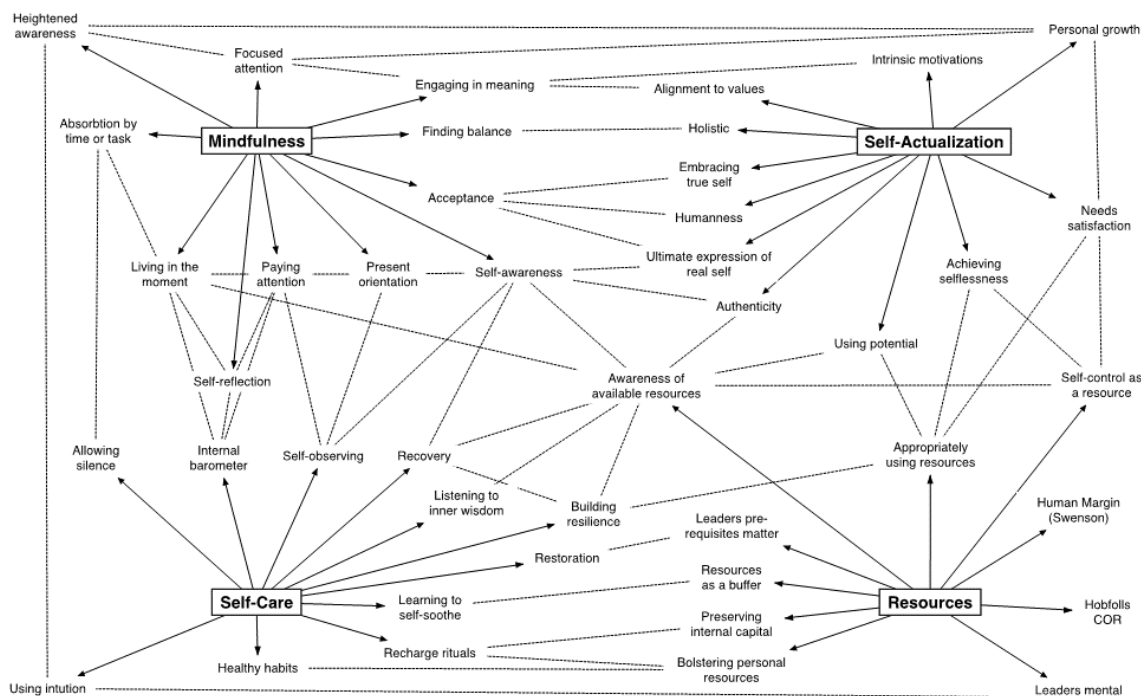 Heightened
awareness
Personal growth
Focused
attention
Intrinsic motivations
Engaging in meaning
Alignment to values
Absorbtion by
time or task
Mindfulness
Finding balance
Holistic
Self-Actualization
Embracing
true self
Acceptance
Humanness
Needs
satisfaction
Living in the
moment
Paying
attention
Present
orientation
Self-awareness
Ultimate expression of
real self
Achieving
selflessness
Authenticity
Using potential
Self-reflection
Awareness of
available resources
Self-control as
a resource
Allowing
silence
Internal
barometer
Self-observing
Recovery
Appropriately
using resources
Listening to
inner wisdom
Building
resilience
Leaders pre-
requisites matter
Human Margin
(Swenson)
Restoration
Resources
as a buffer
Self-Care
Learning to
self-soothe
Resources
Hobfolls
COR
Preserving
internal capital
Recharge rituals
Healthy habits
Bolstering personal
resources
Using intution
Leaders mental